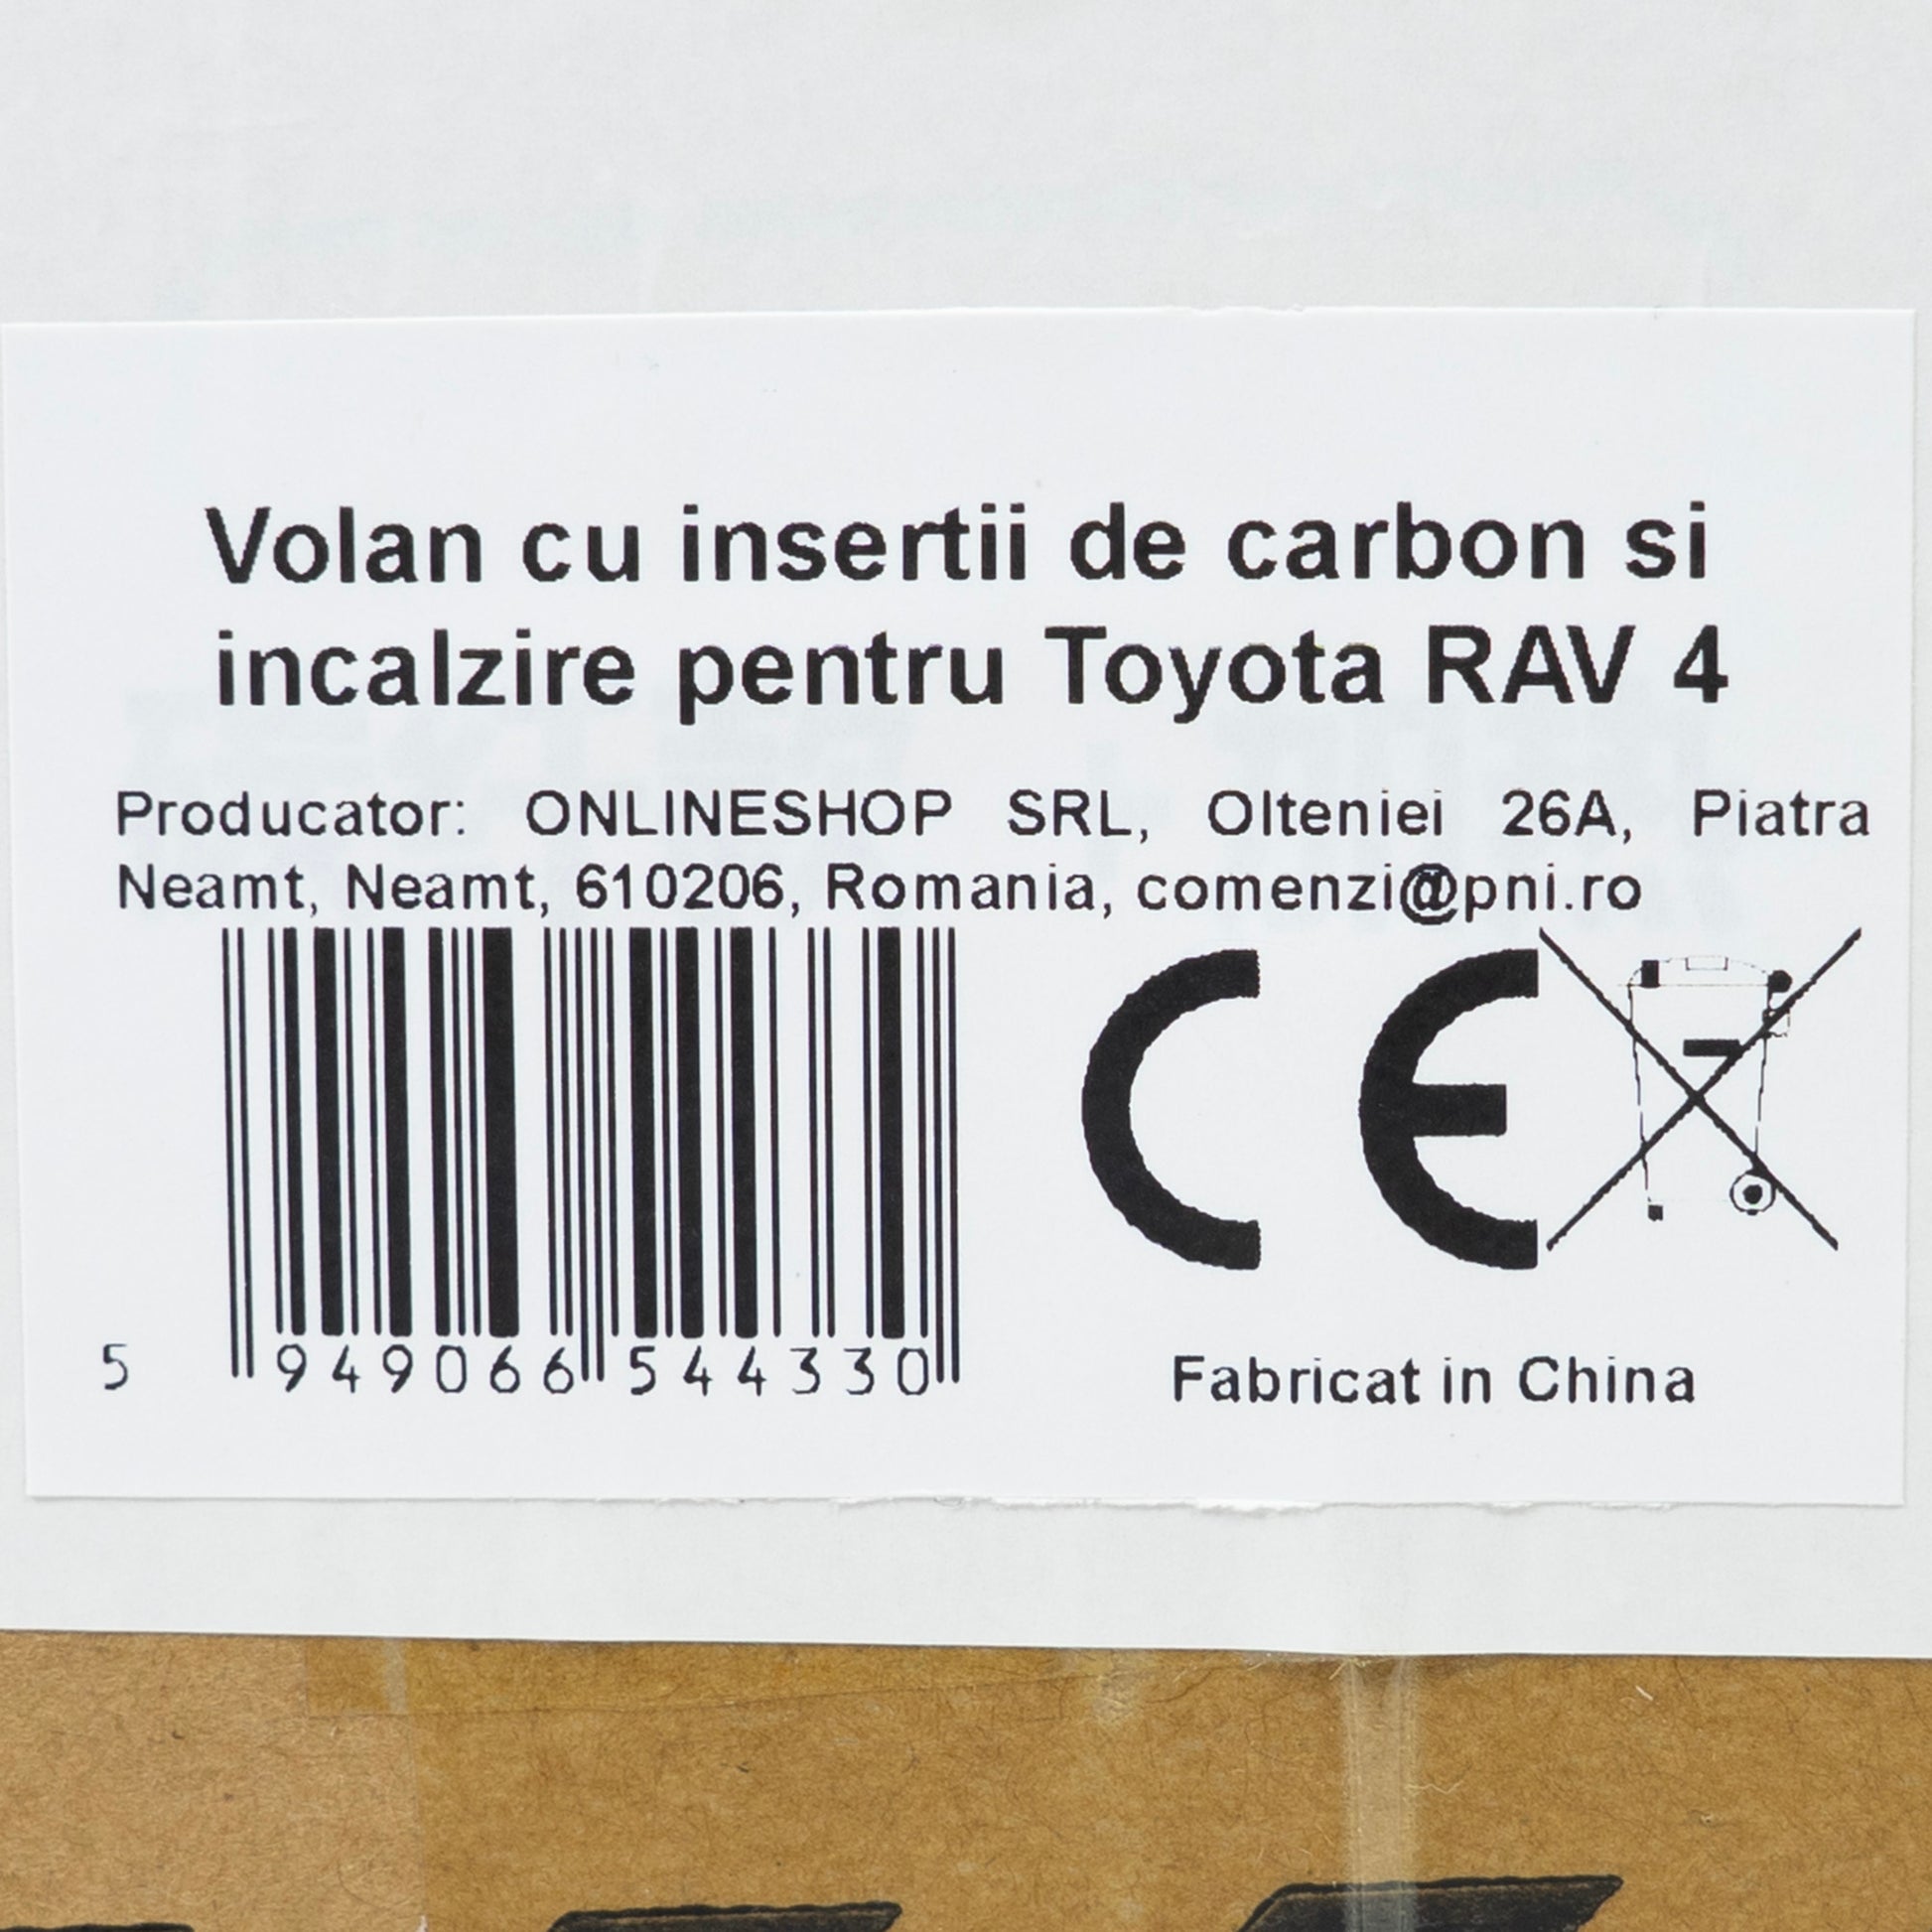 Volan cu insertii de carbon si
incalzire pentru Toyota RAV 4
Producator: ONLINESHOP SRL, Olteniei 26A, Piatra
Neamt, Neamt, 610206, Romania, comenzi@pni.ro
CE
5 949066 544330
Fabricat in China